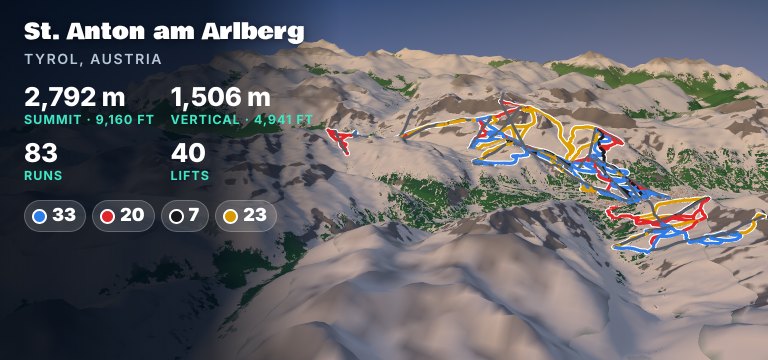 St. Anton am Arlberg
TYROL, AUSTRIA
2,792 m 1,506 m
SUMMIT · 9,160 FT VERTICAL · 4,941 FT
83 40
RUNS LIFTS
33 20 7 23